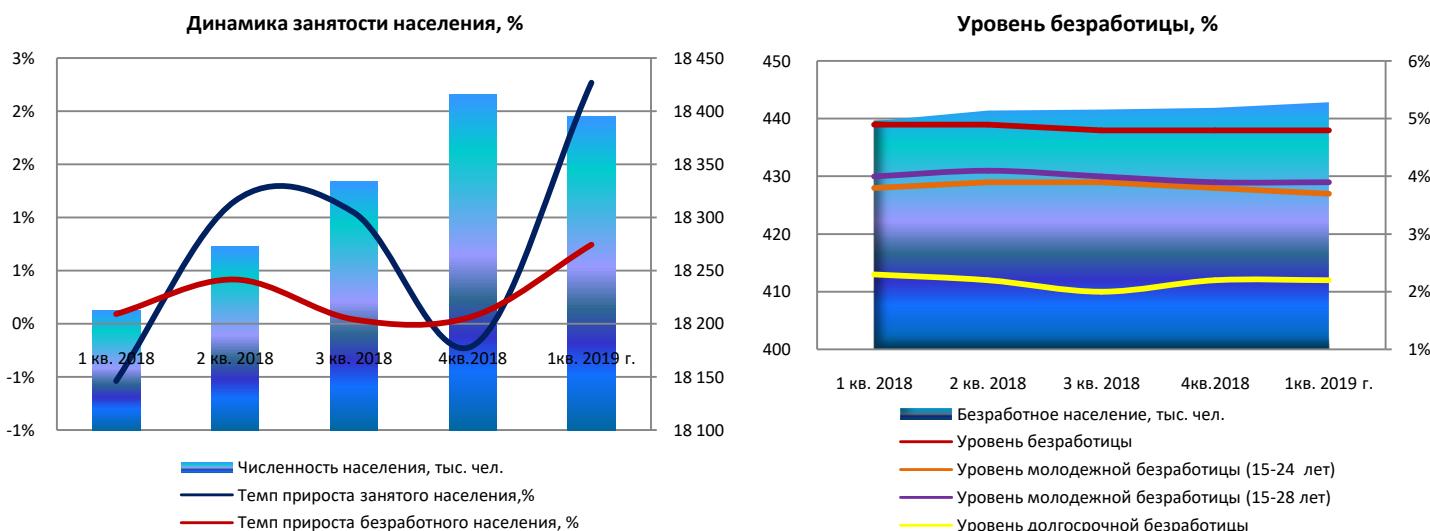 Динамика занятости населения, %
3%
2%
2%
1%
1%
0%
-1%
-1%
18 450
18 400
18 350
18 300
18 250
18 200
18 150
18 100
1 кв. 2018
2 кв. 2018
3 кв. 2018
4кв.2018
1кв. 2019 г.
Численность населения, тыс. чел.
Темп прироста занятого населения,%
Темп прироста безработного населения, %
Уровень безработицы, %
450
440
430
420
410
400
6%
5%
4%
3%
2%
1%
1 кв. 2018
2 кв. 2018
3 кв. 2018
4кв.2018
1кв. 2019 г.
Безработное население, тыс. чел.
Уровень безработицы
Уровень молодежной безработицы (15-24 лет)
Уровень молодежной безработицы (15-28 лет)
Уровень долгосрочной безработицы